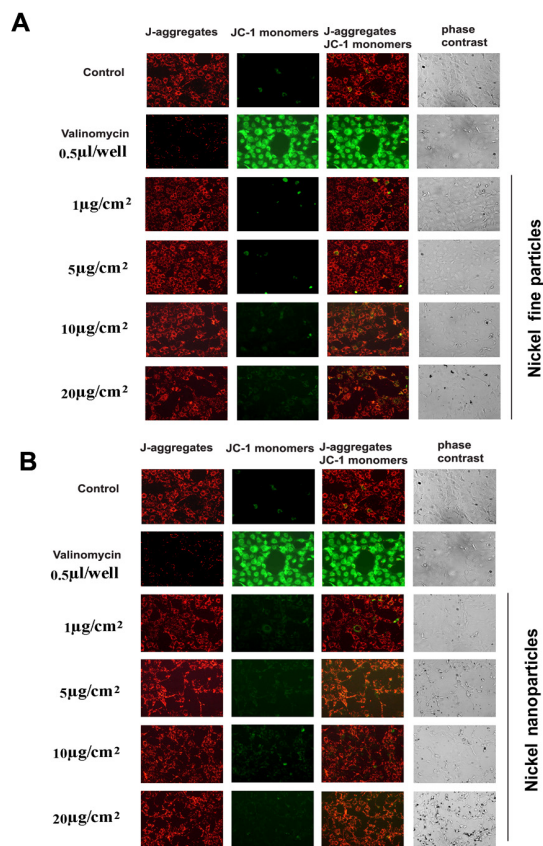 A
J-aggregates JC-1 monomers J-aggregates JC-1 monomers phase contrast
Control
Valinomycin
0.5µl/well
1µg/cm²
5µg/cm²
10µg/cm²
20µg/cm²
Nickel fine particles
B
J-aggregates JC-1 monomers J-aggregates JC-1 monomers phase contrast
Control
Valinomycin
0.5µl/well
1µg/cm²
5µg/cm²
10µg/cm²
20µg/cm²
Nickel nanoparticles